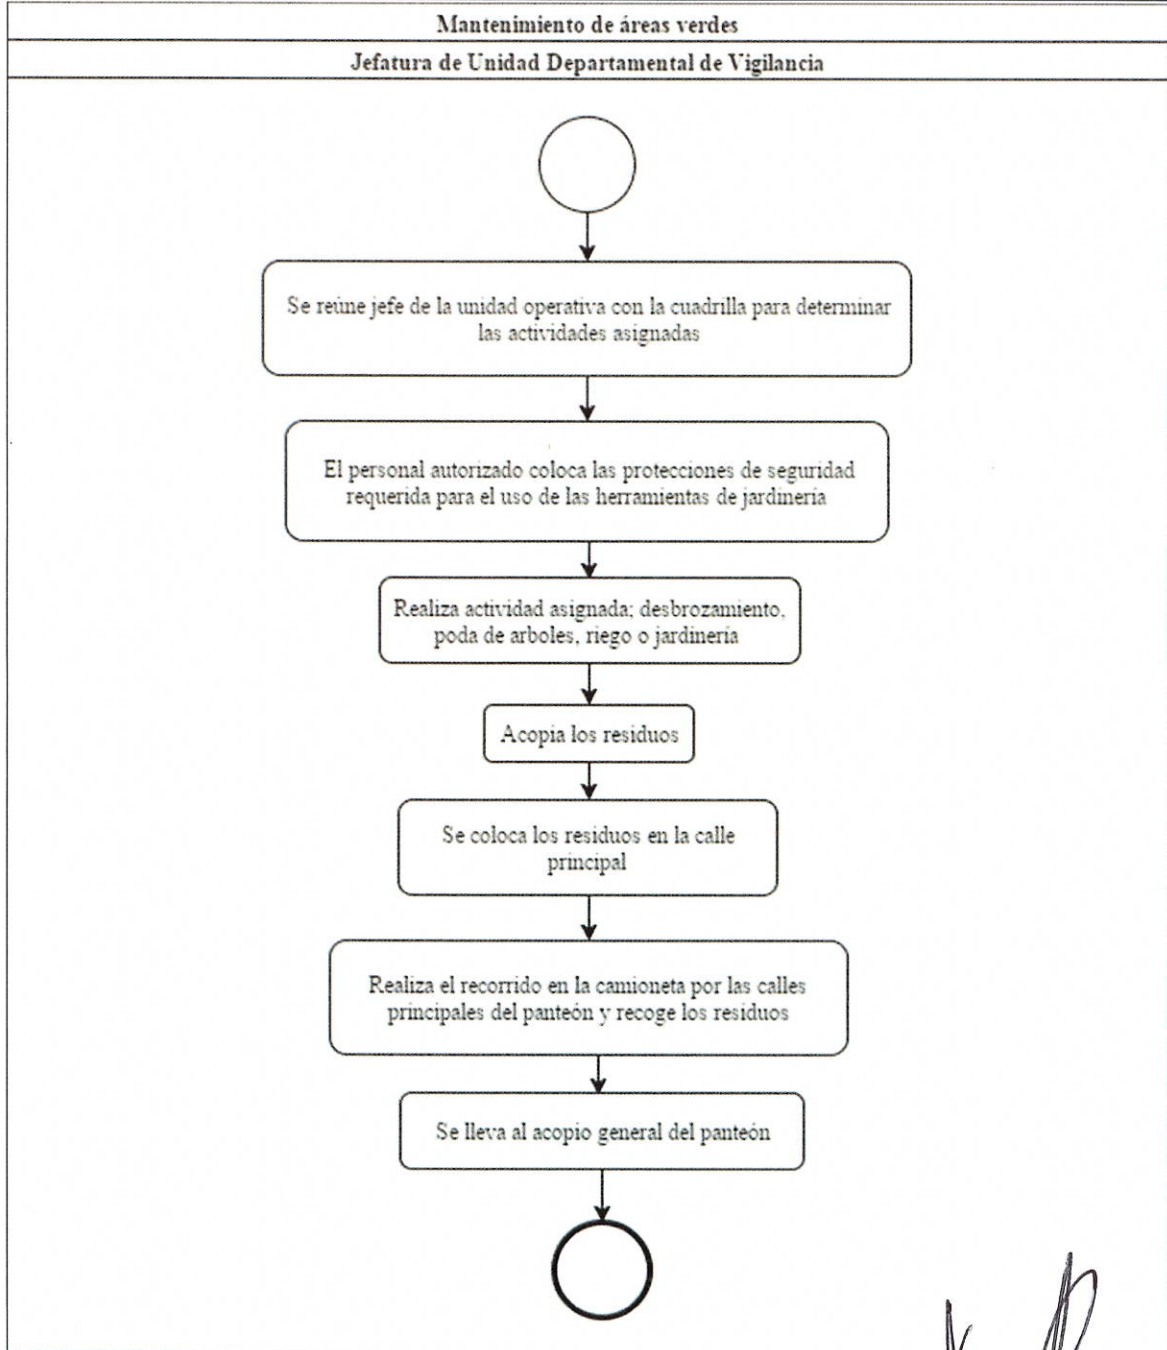 Mantenimiento de áreas verdes
Jefatura de Unidad Departamental de Vigilancia
Se reúne jefe de la unidad operativa con la cuadrilla para determinar
las actividades asignadas
El personal autorizado coloca las protecciones de seguridad
requerida para el uso de las herramientas de jardinería
Realiza actividad asignada; desbrozamiento,
poda de arboles, riego o jardinería
Acopia los residuos
Se coloca los residuos en la calle
principal
Realiza el recorrido en la camioneta por las calles
principales del panteón y recoge los residuos
Se lleva al acopio general del panteón